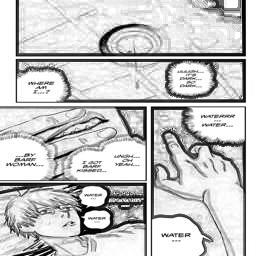 UUUGH...
IT'S
DARK...
SO
DARK...
WHERE
AM
I...?
WATERRR
...
WATER...
UNGH...
OH
YEAH...
I GOT
BARF
KISSED...
...BY
BARF
WOMAN...
WATER
...
WATER
...
WATER
...